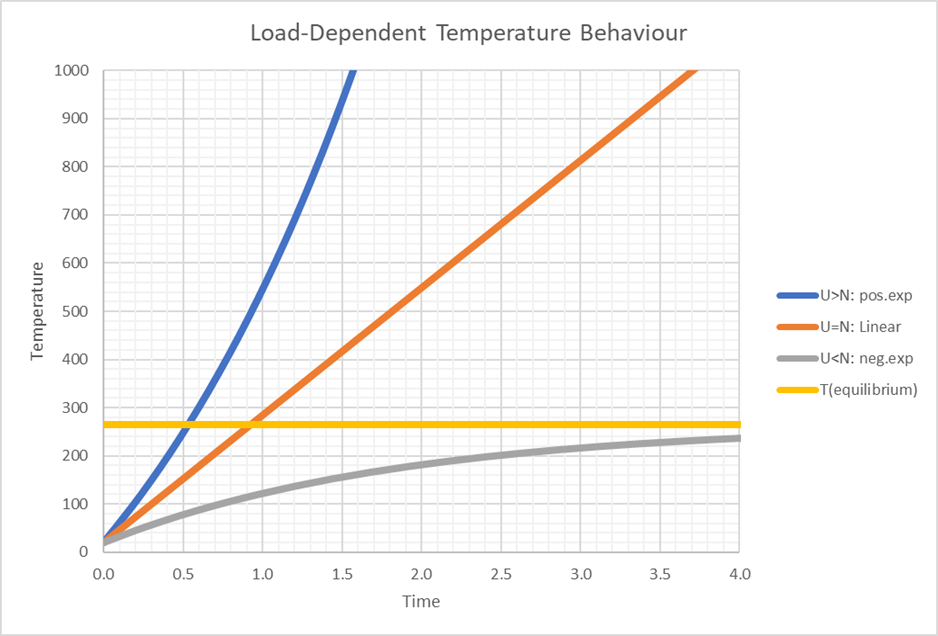 Load-Dependent Temperature Behaviour
1000
900
800
700
600
500
400
300
200
100
0
Temperature
0.0 0.5 1.0 1.5 2.0 2.5 3.0 3.5 4.0
Time
U>N: pos.exp
U=N: Linear
U<N: neg.exp
T(equilibrium)